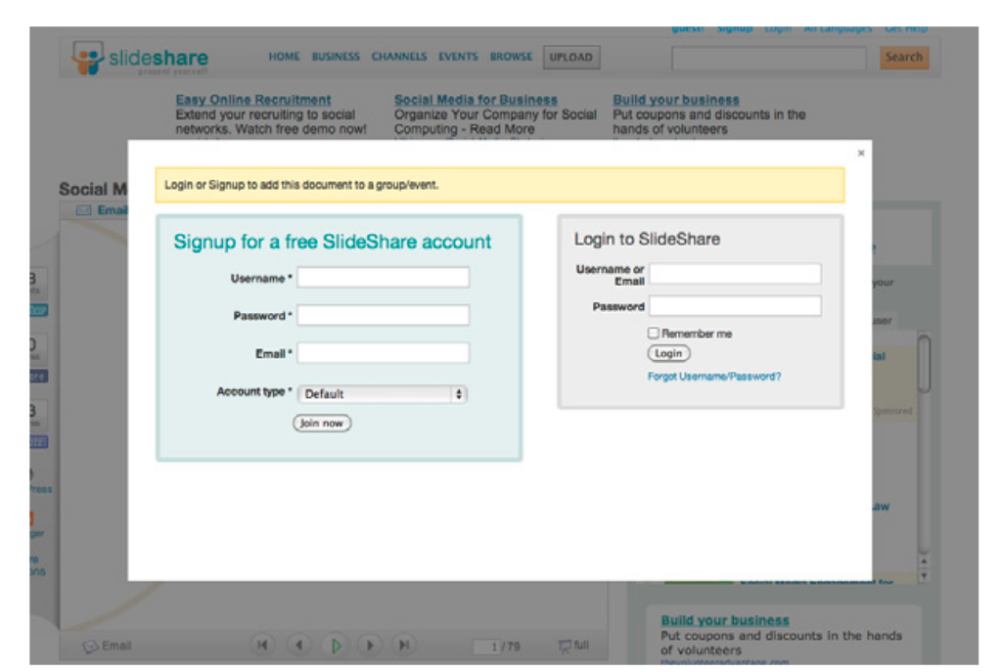 guest! Signup Login All Languages Get Help
slideshare
present yourself
HOME BUSINESS CHANNELS EVENTS BROWSE UPLOAD
Search
Easy Online Recruitment
Extend your recruiting to social
networks. Watch free demo now!
Social Media for Business
Organize Your Company for Social
Computing - Read More
Build your business
Put coupons and discounts in the
hands of volunteers
×
Login or Signup to add this document to a group/event.
Social M
Email
Signup for a free SlideShare account
Username *
Password *
Email *
Account type * Default
Join now
Login to SlideShare
Username or
Email
Password
Remember me
Login
Forgot Username/Password?
your
user
Sponsored
Press
Build your business
Put coupons and discounts in the hands
of volunteers
thevolunteeradvantage.com
Email
1/79
full